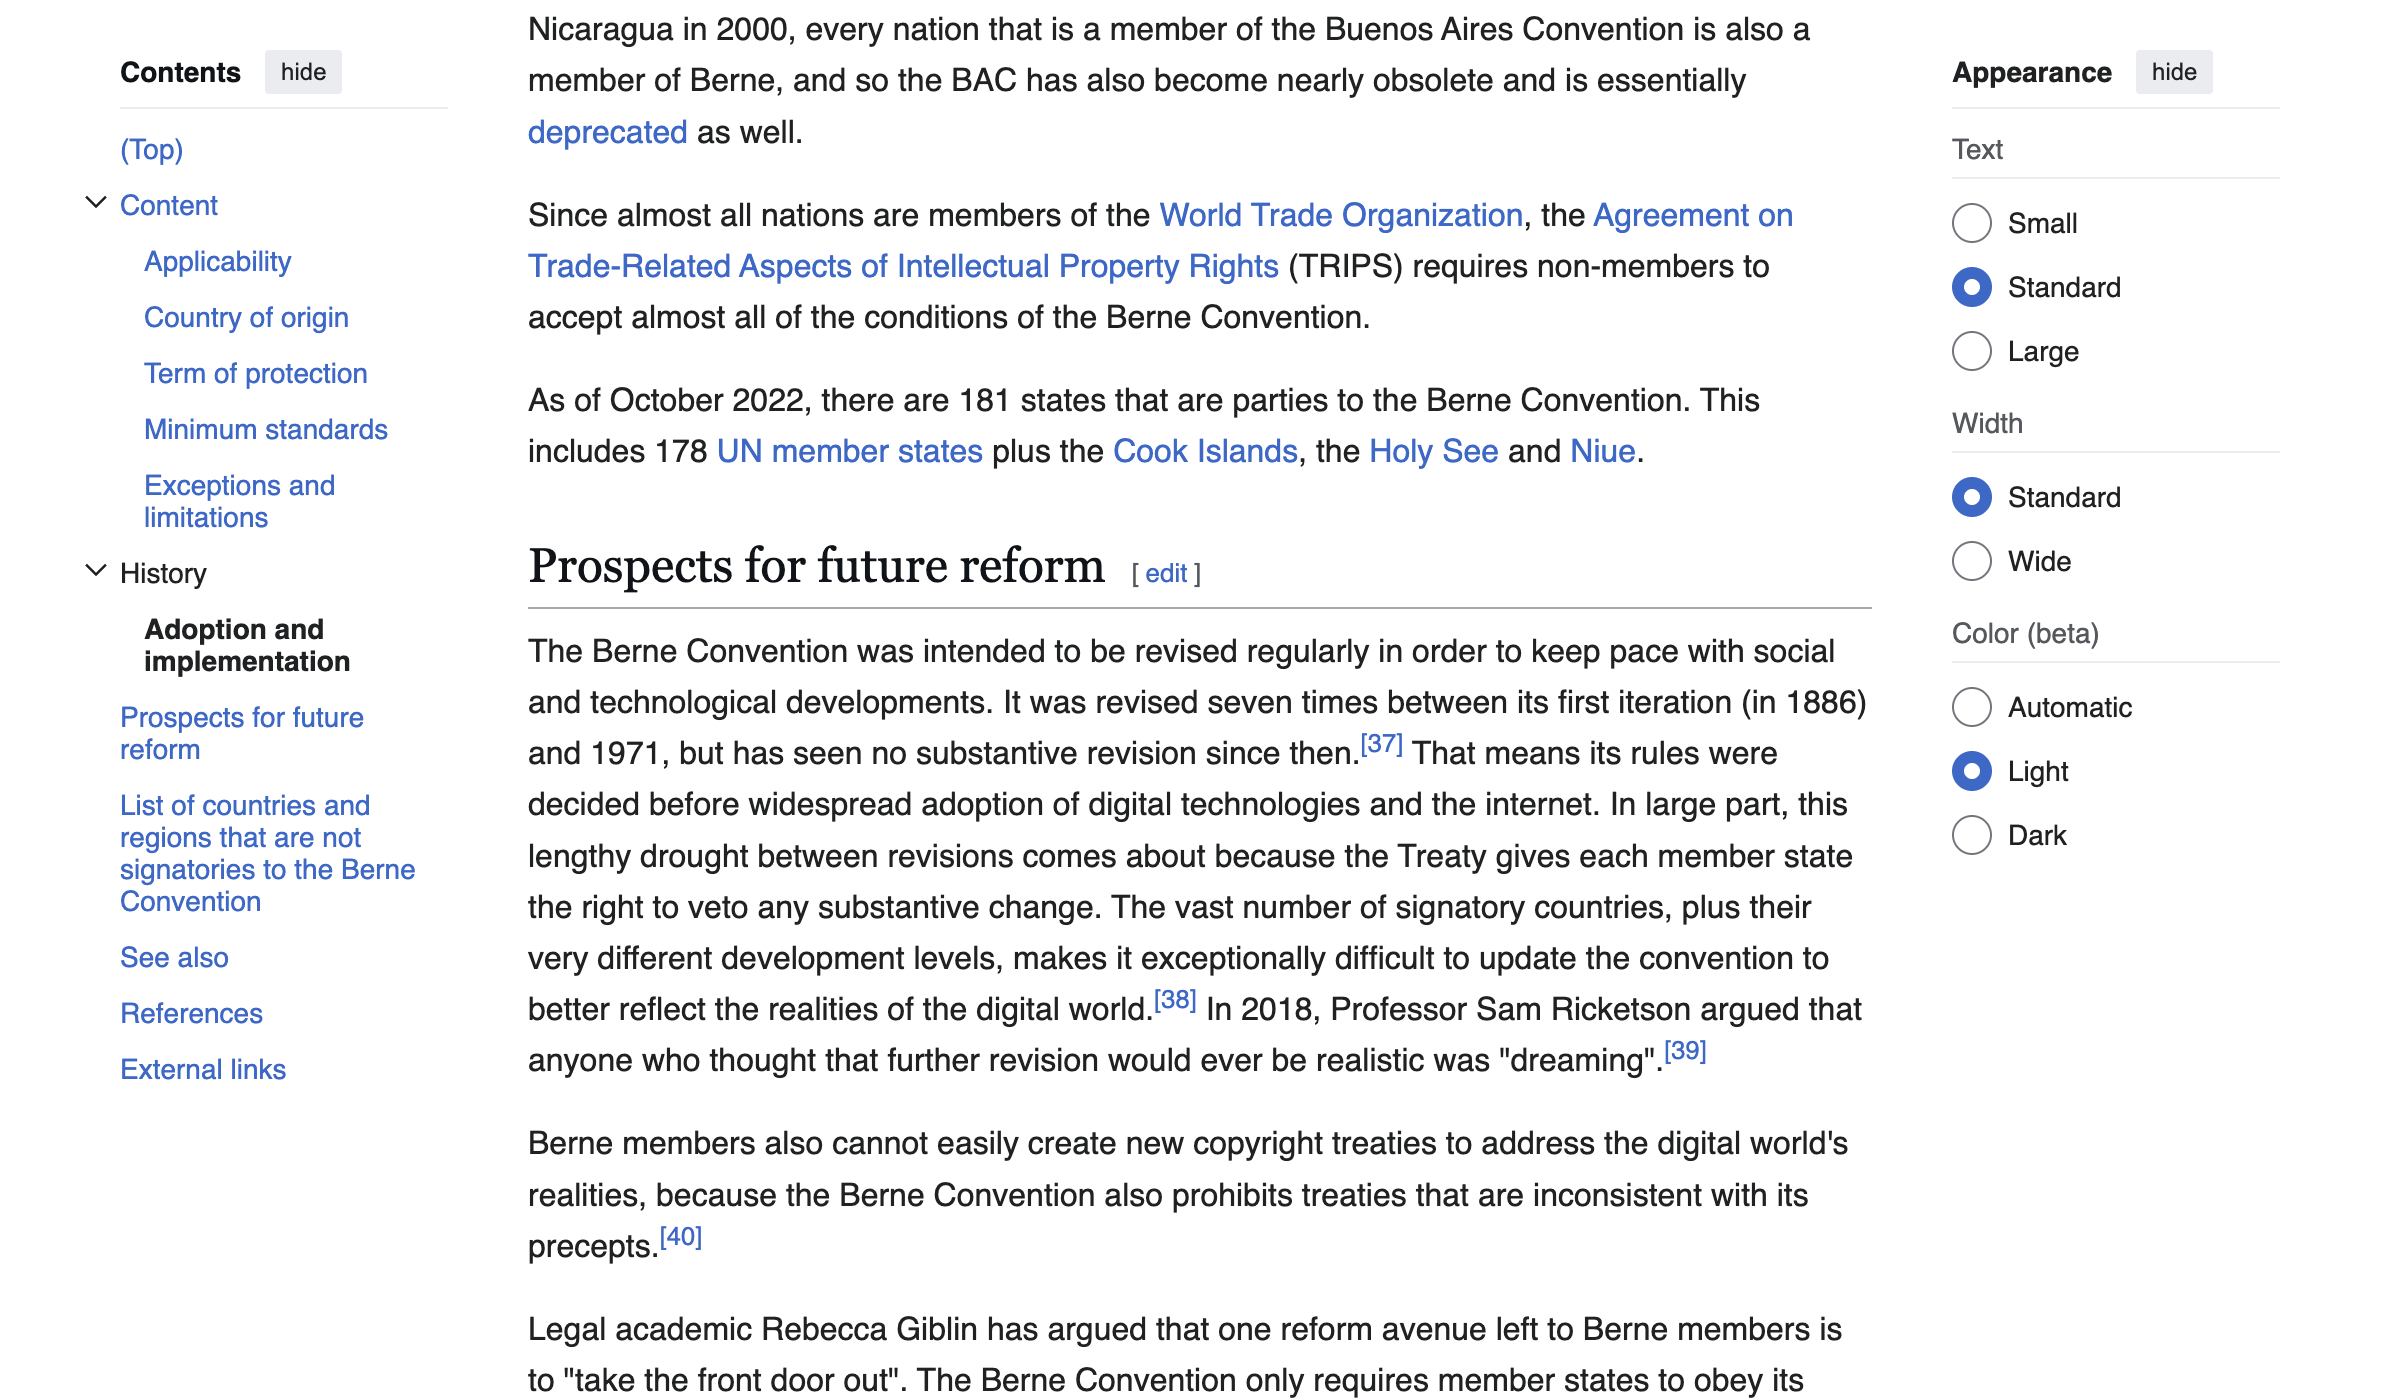 Contents hide
(Top)
Content
Applicability
Country of origin
Term of protection
Minimum standards
Exceptions and
limitations
History
Adoption and
implementation
Prospects for future
reform
List of countries and
regions that are not
signatories to the Berne
Convention
See also
References
External links
Nicaragua in 2000, every nation that is a member of the Buenos Aires Convention is also a
member of Berne, and so the BAC has also become nearly obsolete and is essentially
deprecated as well.
Since almost all nations are members of the World Trade Organization, the Agreement on
Trade-Related Aspects of Intellectual Property Rights (TRIPS) requires non-members to
accept almost all of the conditions of the Berne Convention.
As of October 2022, there are 181 states that are parties to the Berne Convention. This
includes 178 UN member states plus the Cook Islands, the Holy See and Niue.
Prospects for future reform [ edit ]
The Berne Convention was intended to be revised regularly in order to keep pace with social
and technological developments. It was revised seven times between its first iteration (in 1886)
and 1971, but has seen no substantive revision since then.[37] That means its rules were
decided before widespread adoption of digital technologies and the internet. In large part, this
lengthy drought between revisions comes about because the Treaty gives each member state
the right to veto any substantive change. The vast number of signatory countries, plus their
very different development levels, makes it exceptionally difficult to update the convention to
better reflect the realities of the digital world.[38] In 2018, Professor Sam Ricketson argued that
anyone who thought that further revision would ever be realistic was "dreaming".[39]
Berne members also cannot easily create new copyright treaties to address the digital world's
realities, because the Berne Convention also prohibits treaties that are inconsistent with its
precepts.[40]
Legal academic Rebecca Giblin has argued that one reform avenue left to Berne members is
to "take the front door out". The Berne Convention only requires member states to obey its
Appearance hide
Text
Small
Standard
Large
Width
Standard
Wide
Color (beta)
Automatic
Light
Dark